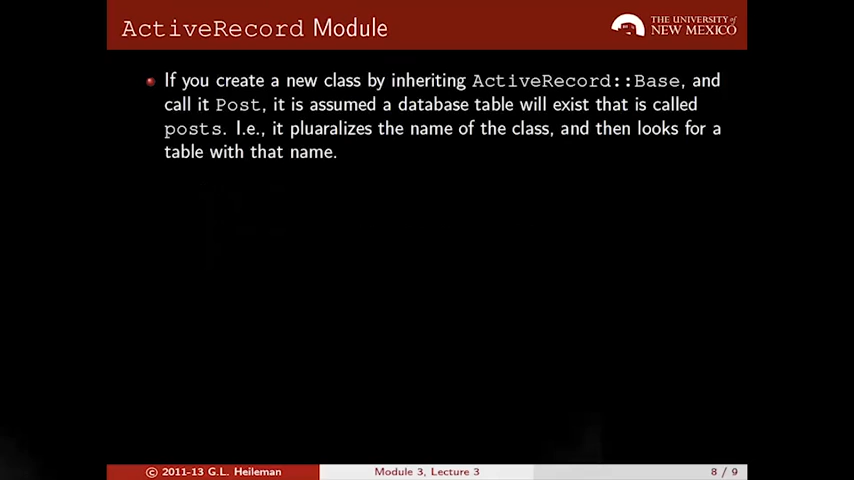 ActiveRecord Module
THE UNIVERSITY of
NEW MEXICO
If you create a new class by inheriting ActiveRecord::Base, and
call it Post, it is assumed a database table will exist that is called
posts. I.e., it pluaralizes the name of the class, and then looks for a
table with that name.
© 2011-13 G.L. Heileman
Module 3, Lecture 3
8 / 9